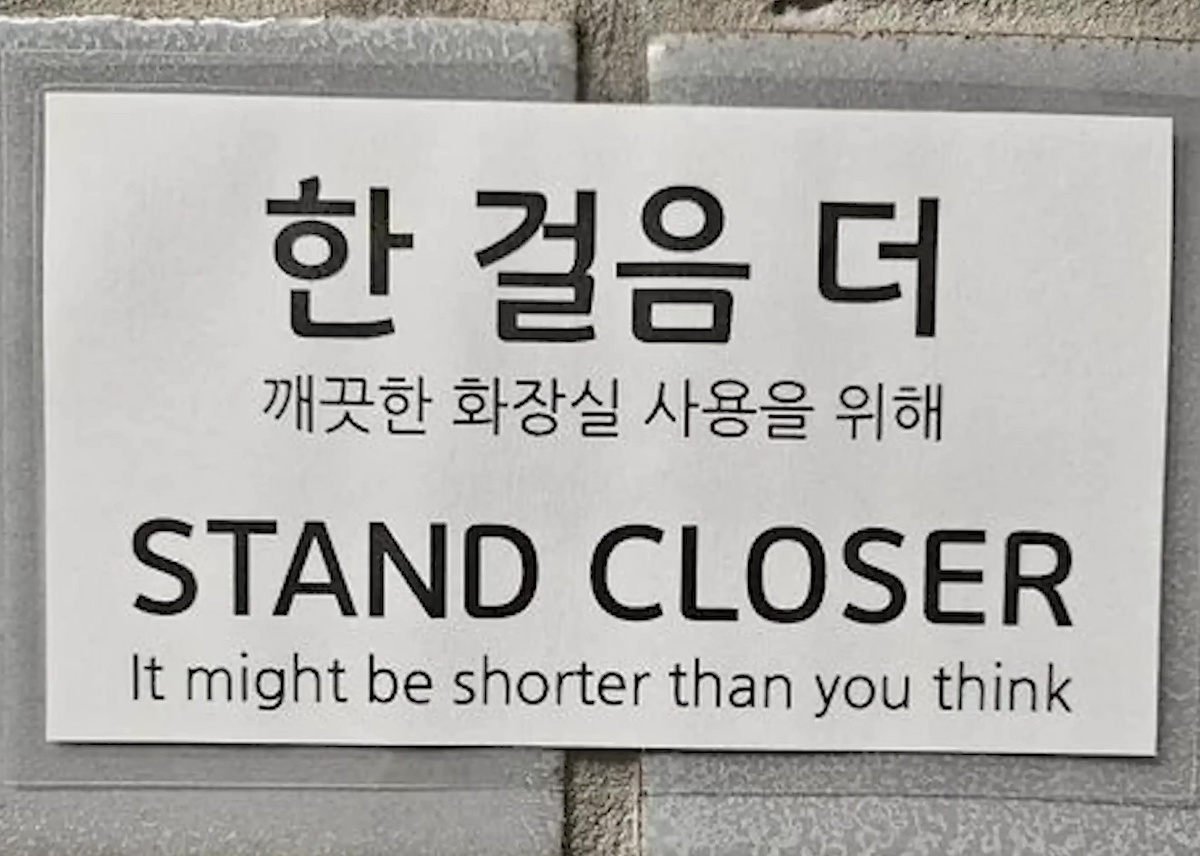 한 걸음 더
깨끗한 화장실 사용을 위해
STAND CLOSER
It might be shorter than you think